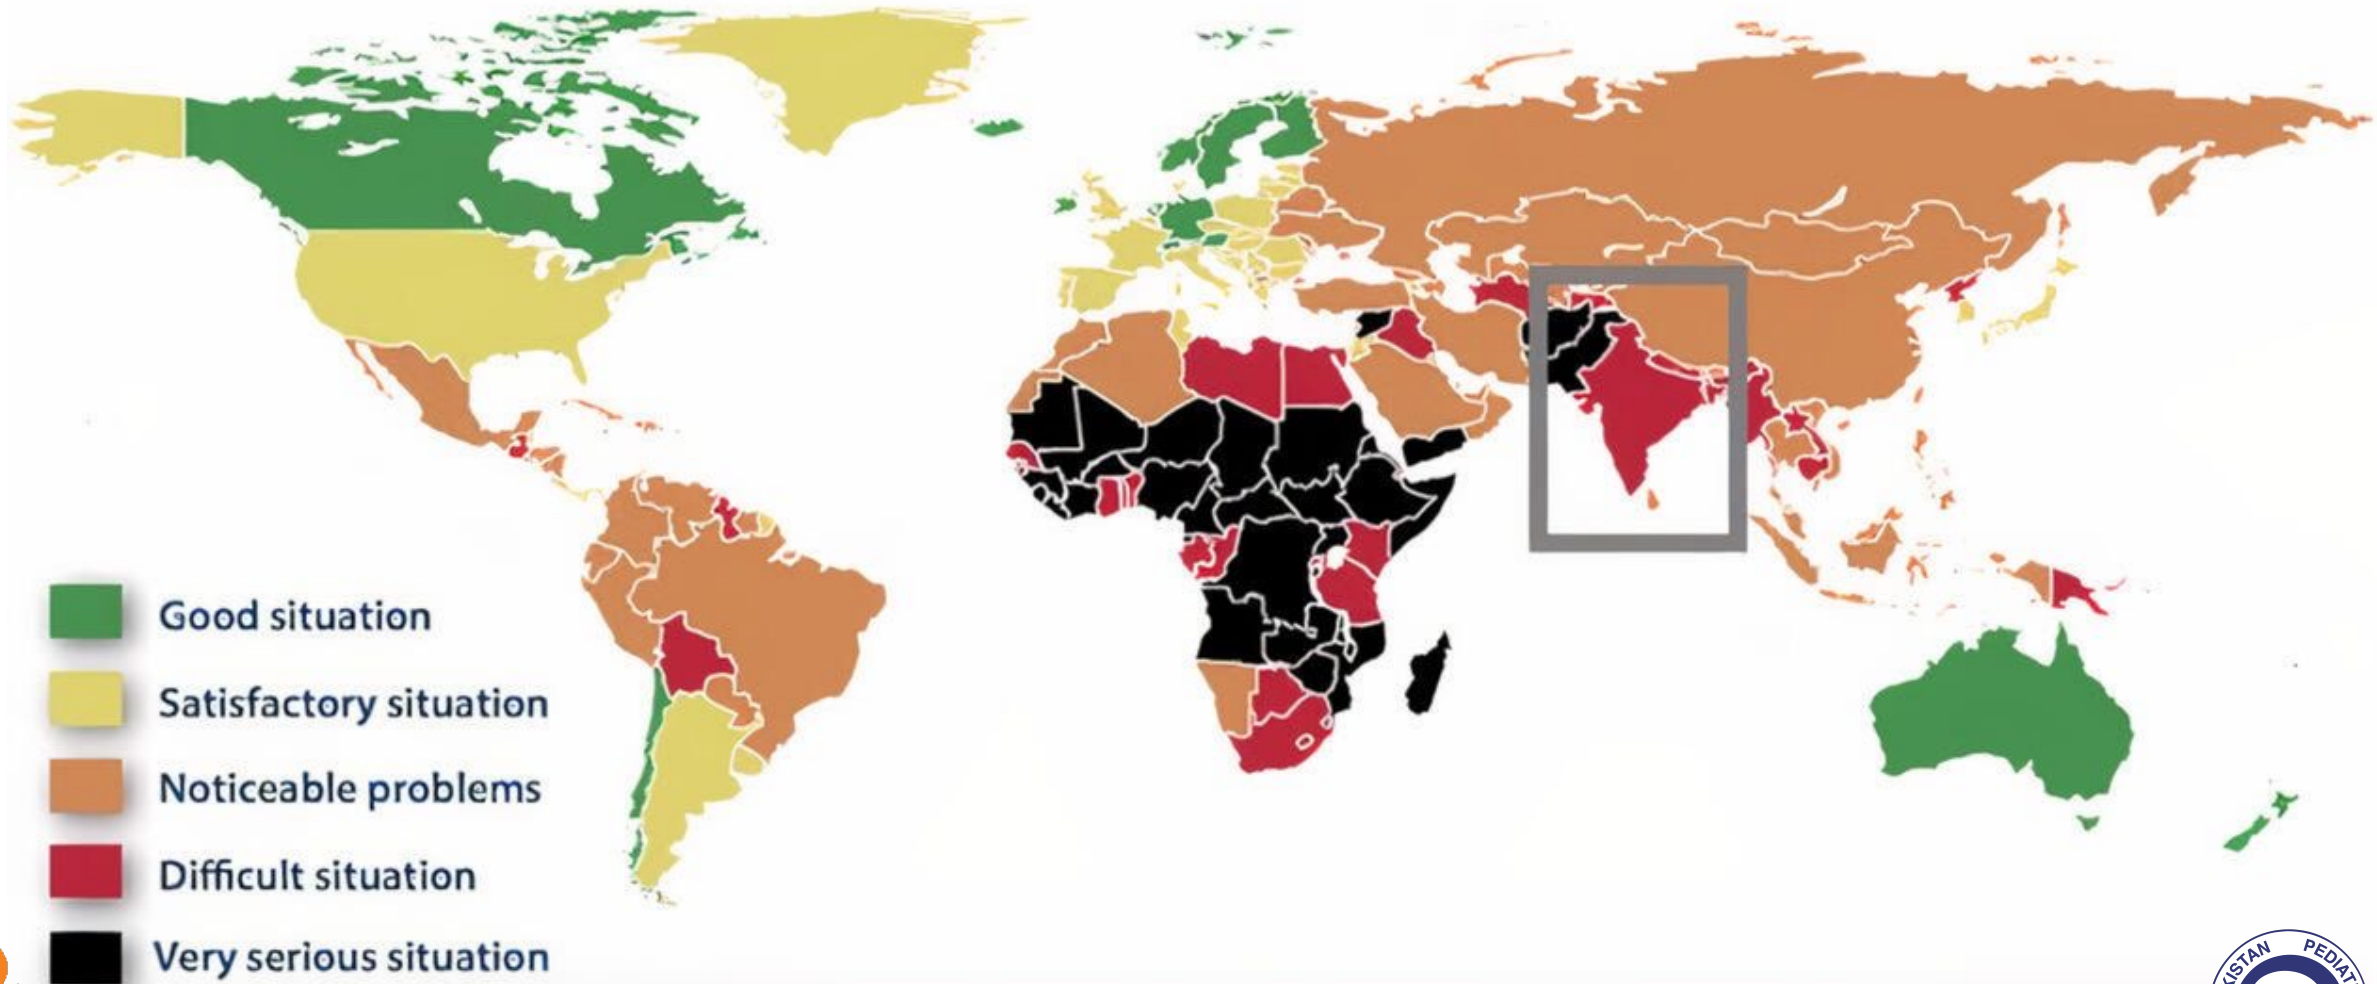 Good situation
Satisfactory situation
Noticeable problems
Difficult situation
Very serious situation